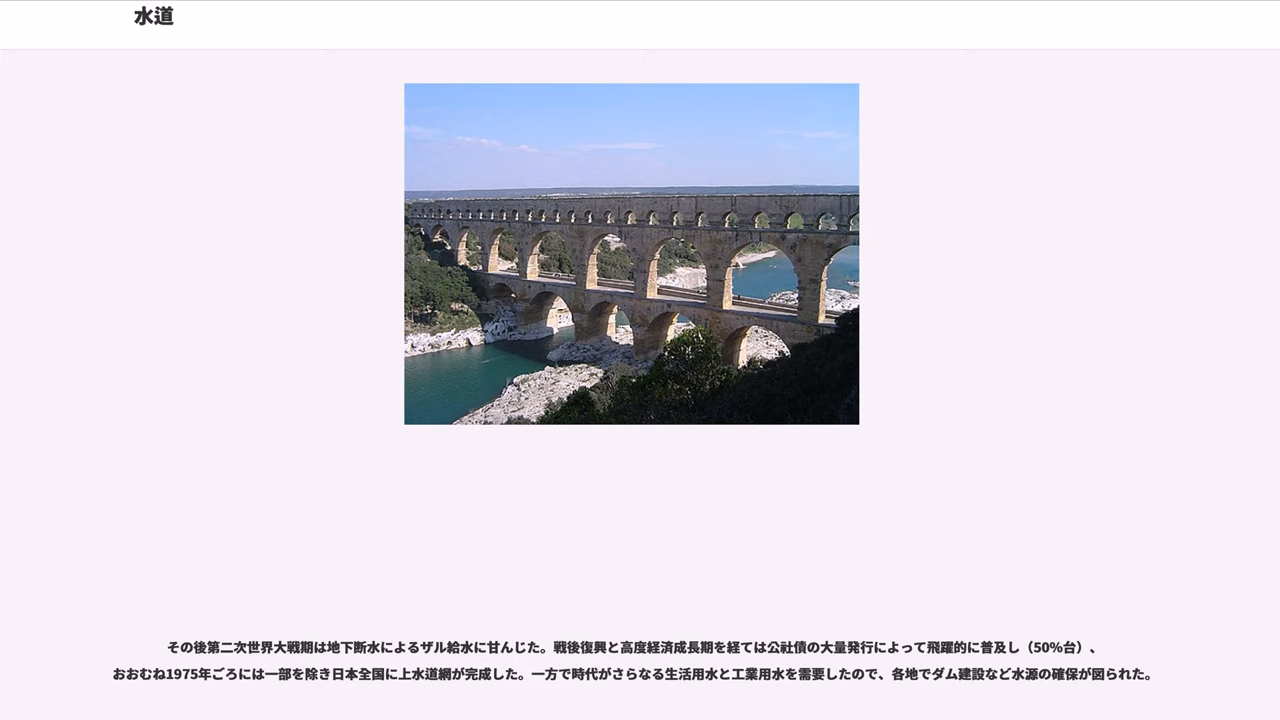 水道
その後第二次世界大戦期は地下断水によるザル給水に甘んじた。戦後復興と高度経済成長期を経ては公社債の大量発行によって飛躍的に普及し（50%台）、
おおむね1975年ごろには一部を除き日本全国に上水道網が完成した。一方で時代がさらなる生活用水と工業用水を需要したので、各地でダム建設など水源の確保が図られた。